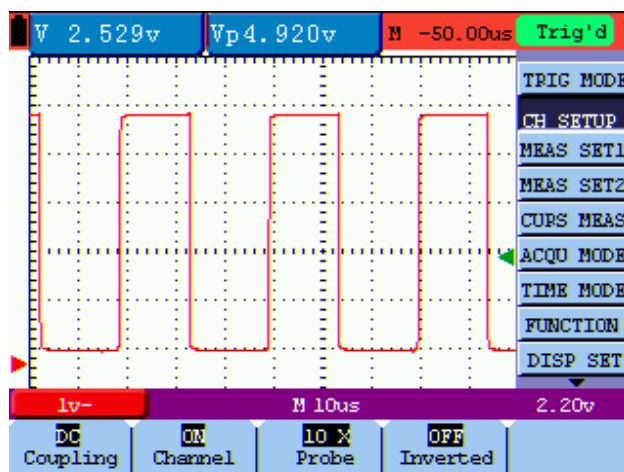 V 2.529v
Vp4.920v
M -50.00us
Trig'd
TRIG MODE
CH SETUP
MEAS SET1
MEAS SET2
CURS MEAS
ACQU MODE
TIME MODE
FUNCTION
DISP SET
1v-
M 10us
2.20v
DC
Coupling
ON
Channel
10 X
Probe
OFF
Inverted